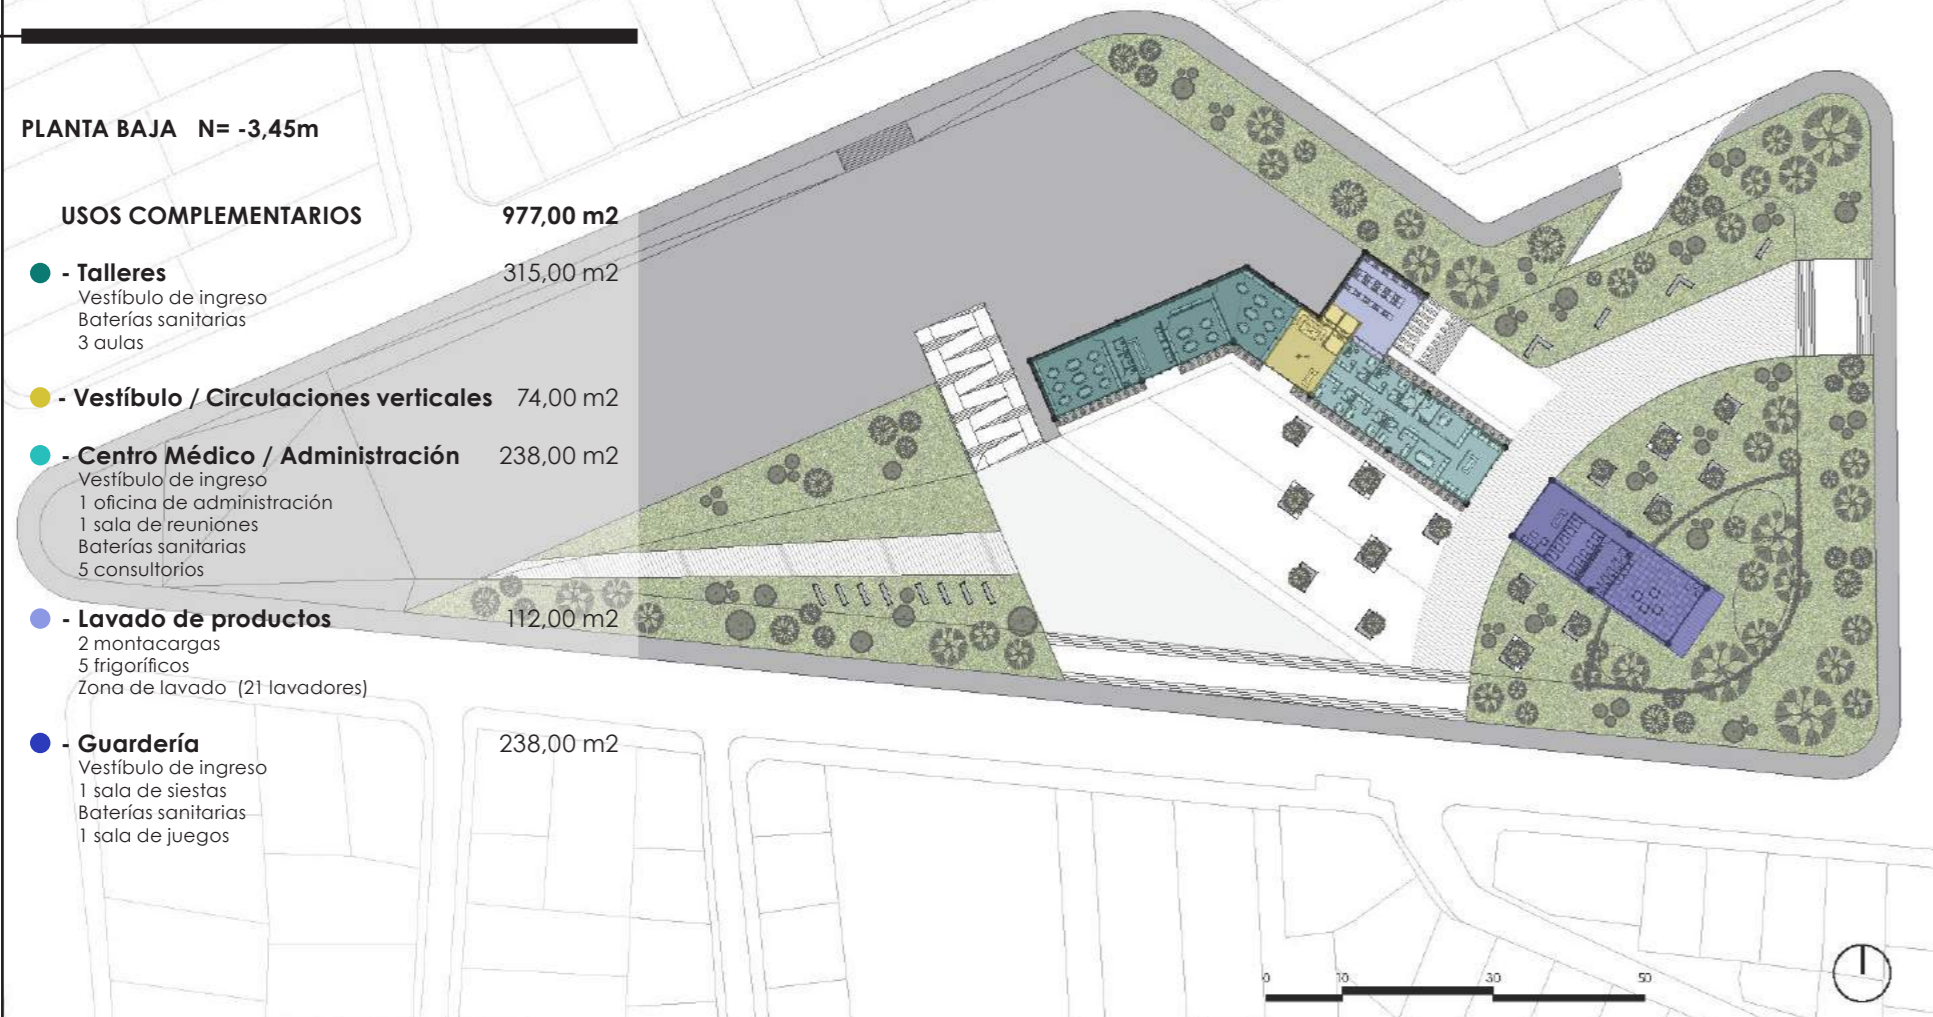 PLANTA BAJA N= -3,45m
USOS COMPLEMENTARIOS 977,00 m2
- Talleres 315,00 m2
Vestíbulo de ingreso
Baterías sanitarias
3 aulas
- Vestíbulo / Circulaciones verticales 74,00 m2
- Centro Médico / Administración 238,00 m2
Vestíbulo de ingreso
1 oficina de administración
1 sala de reuniones
Baterías sanitarias
5 consultorios
- Lavado de productos 112,00 m2
2 montacargas
5 frigoríficos
Zona de lavado (21 lavadores)
- Guardería 238,00 m2
Vestíbulo de ingreso
1 sala de siestas
Baterías sanitarias
1 sala de juegos
0 10 30 50